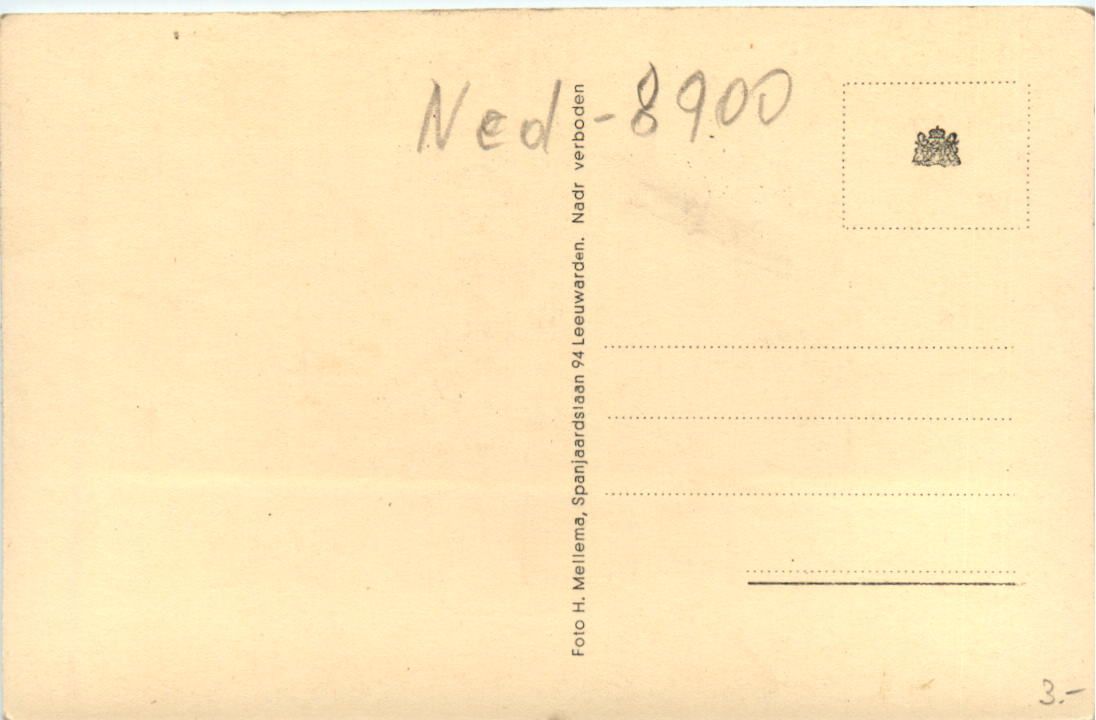 Ned - 8900
Foto H. Mellema, Spanjaardslaan 94 Leeuwarden. Nadr verboden
3.-